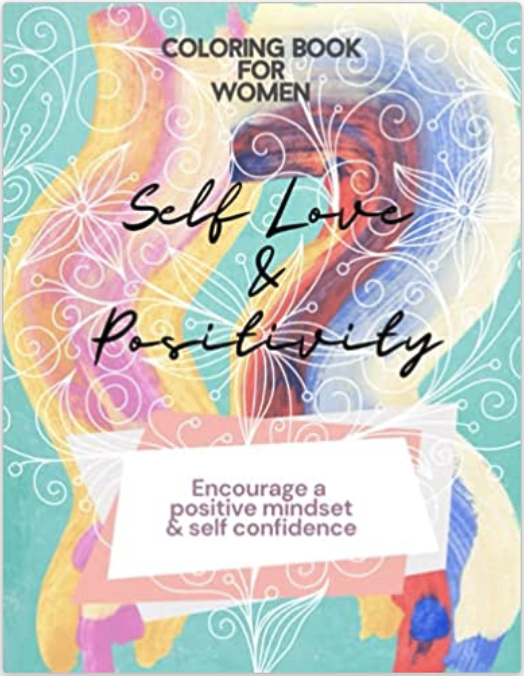 COLORING BOOK
FOR
WOMEN
Self Love
&
Positivity
Encourage a
positive mindset
& self confidence